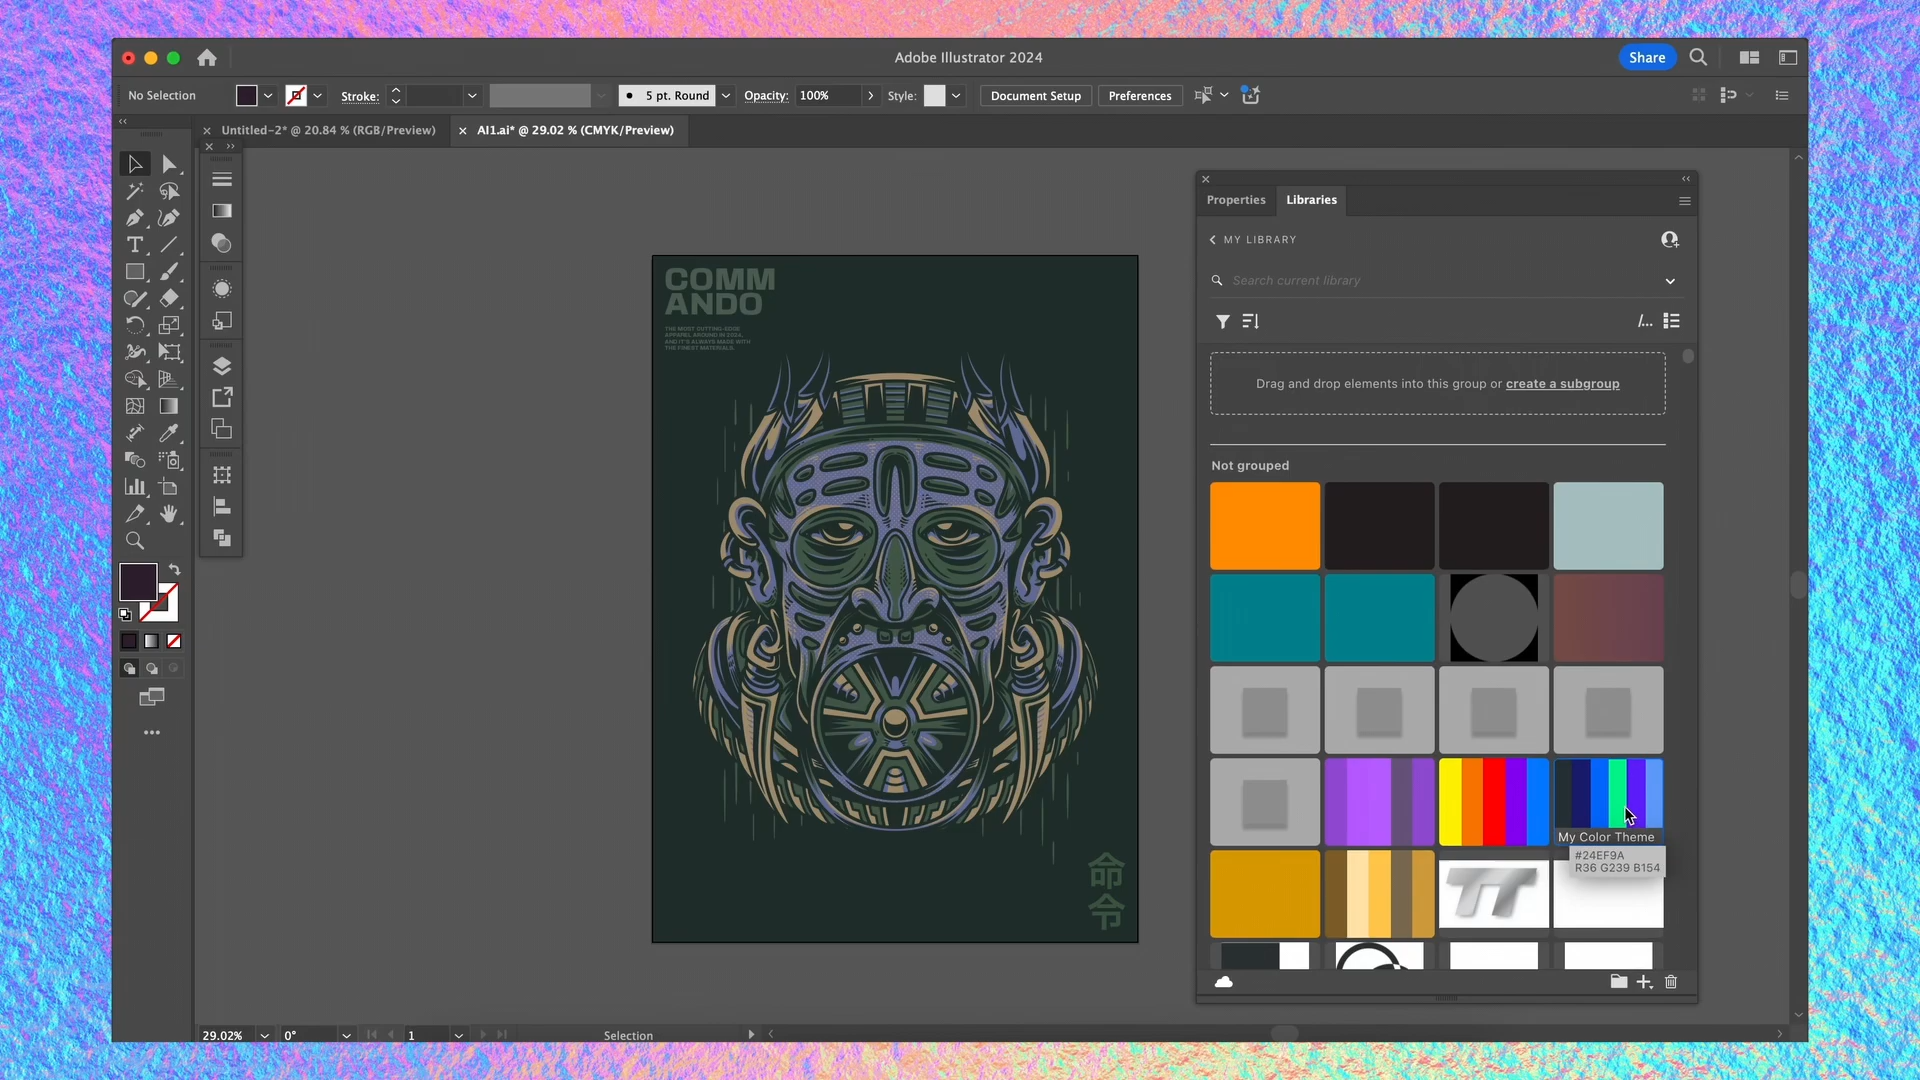 Adobe Illustrator 2024
Share
No Selection
Stroke:
5 pt. Round
Opacity:
100%
Style:
Document Setup
Preferences
Untitled-2* @ 20.84 % (RGB/Preview)
AI1.ai* @ 29.02 % (CMYK/Preview)
COMM
ANDO
THE MOST CUTTING-EDGE
APPAREL AROUND IN 2024,
AND IT'S ALWAYS MADE WITH
THE FINEST MATERIALS.
命
令
Properties
Libraries
MY LIBRARY
Search current library
/...
Drag and drop elements into this group or create a subgroup
Not grouped
My Color Theme
#24EF9A
R36 G239 B154
29.02%
0°
1
Selection